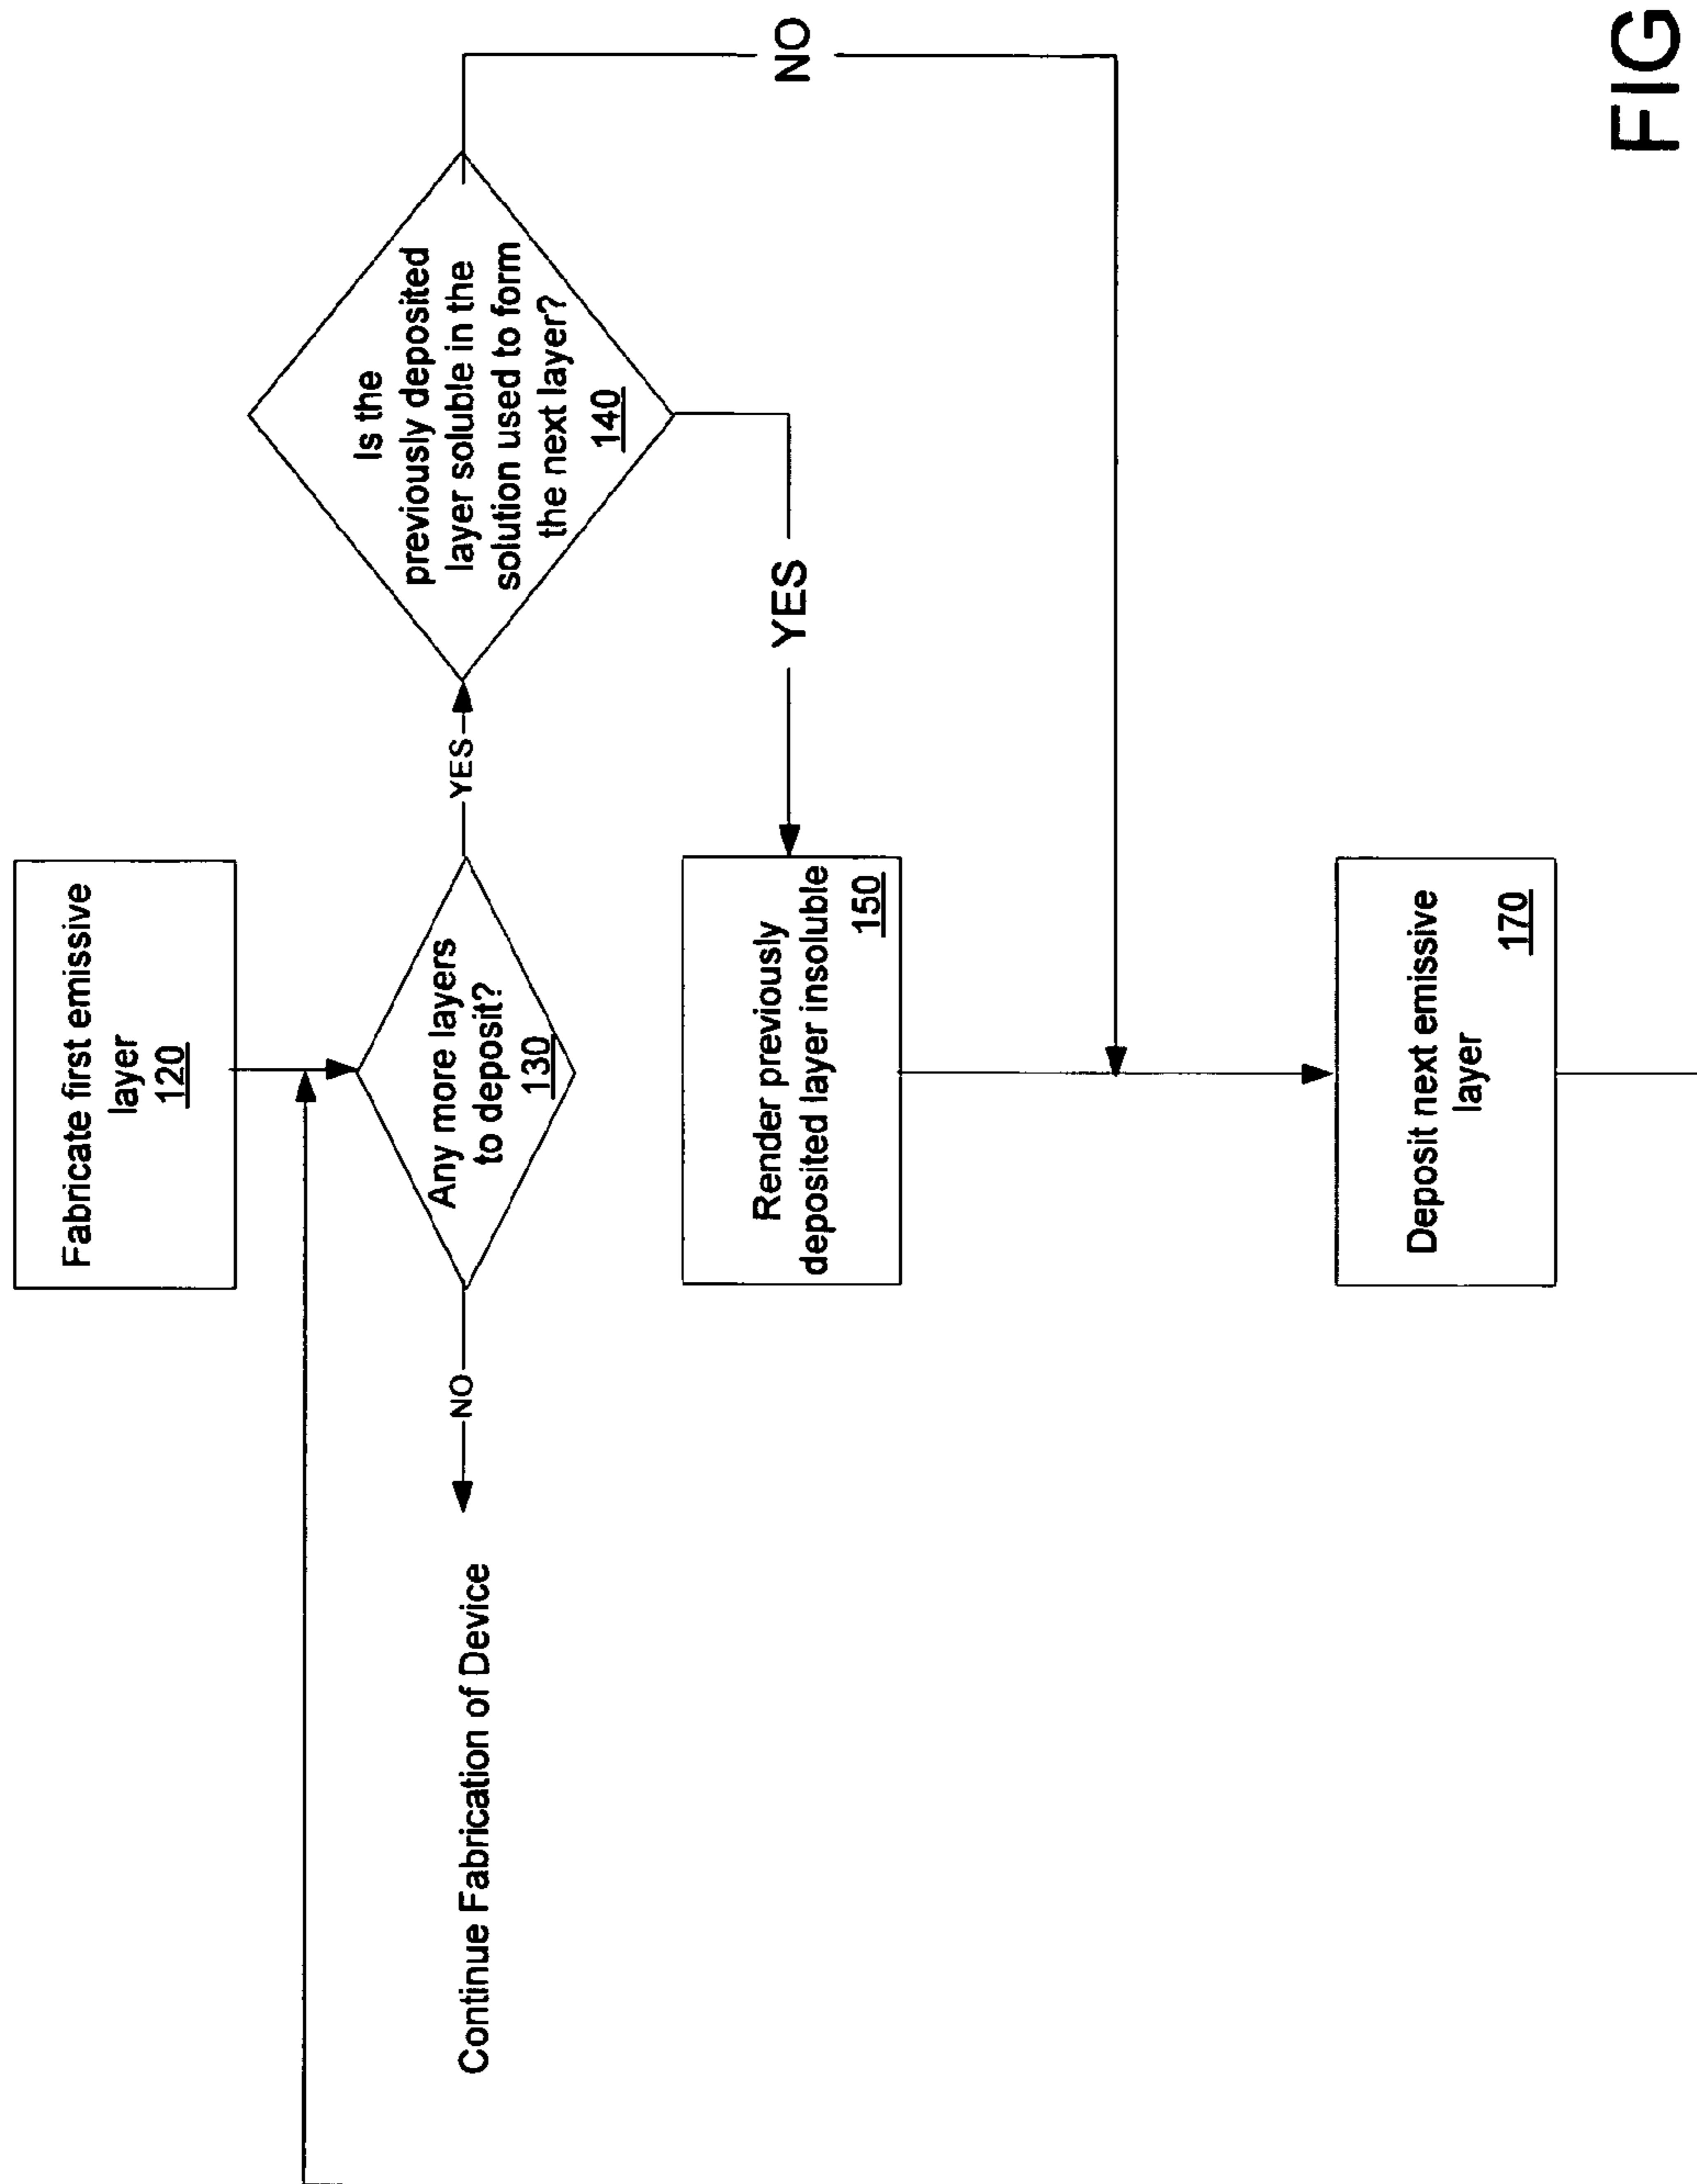 Fabricate first emissive
layer
120
Any more layers
to deposit?
130
NO
Continue Fabrication of Device
YES
Is the
previously deposited
layer soluble in the
solution used to form
the next layer?
140
YES
NO
Render previously
deposited layer insoluble
150
Deposit next emissive
layer
170
FIG